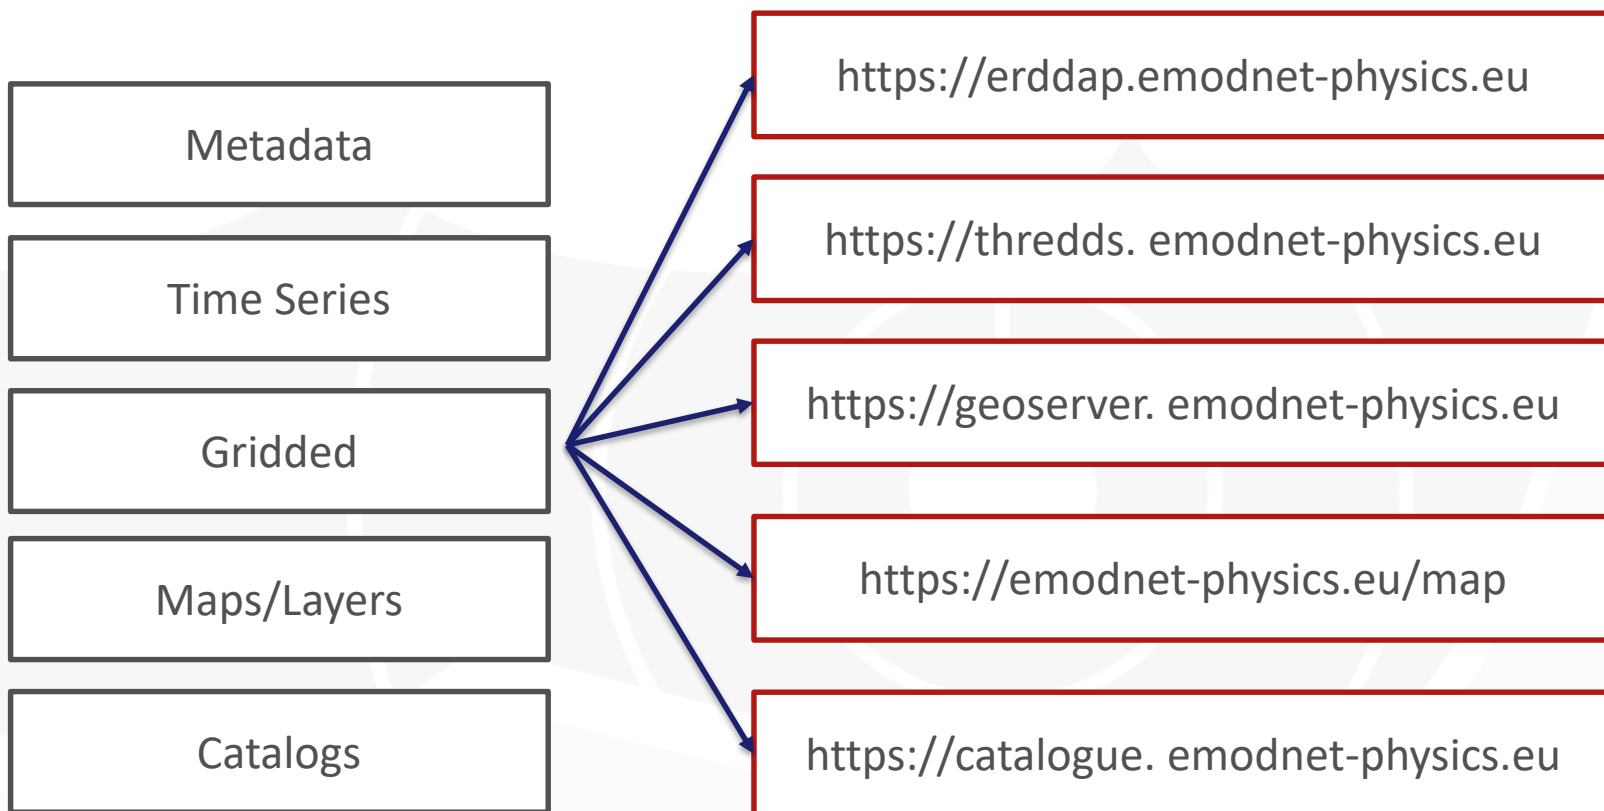 Metadata
Time Series
Gridded
Maps/Layers
Catalogs
https://erddap.emodnet-physics.eu
https://thredds. emodnet-physics.eu
https://geoserver. emodnet-physics.eu
https://emodnet-physics.eu/map
https://catalogue. emodnet-physics.eu